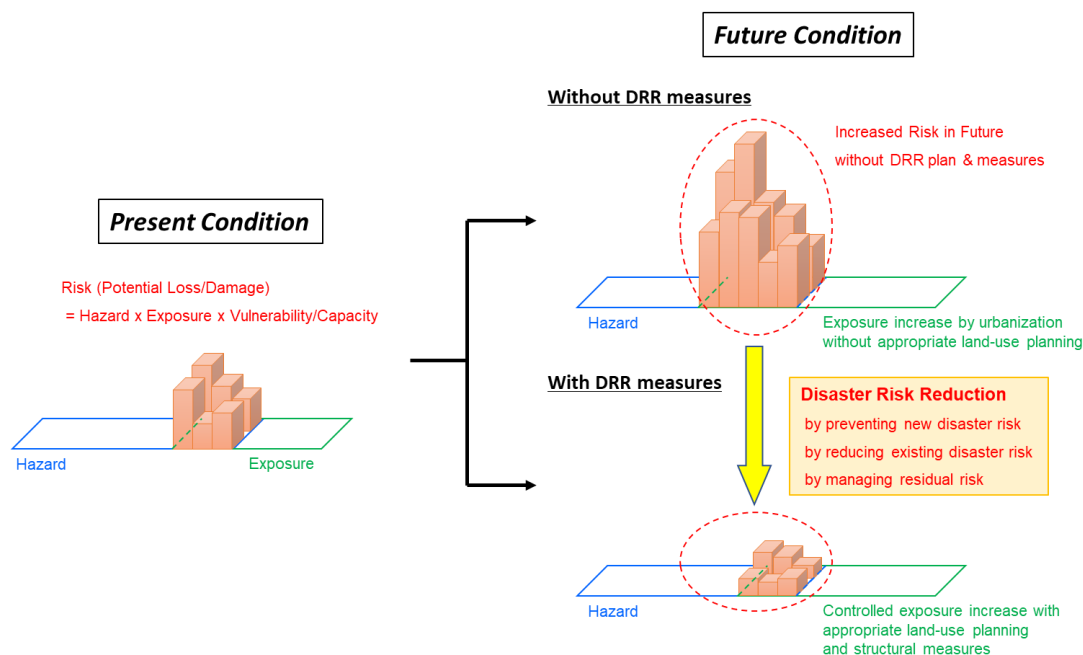 Present Condition
Risk (Potential Loss/Damage)
= Hazard x Exposure x Vulnerability/Capacity
Hazard
Exposure
Future Condition
Without DRR measures
Increased Risk in Future
without DRR plan & measures
Hazard
Exposure increase by urbanization
without appropriate land-use planning
With DRR measures
Disaster Risk Reduction
by preventing new disaster risk
by reducing existing disaster risk
by managing residual risk
Hazard
Controlled exposure increase with
appropriate land-use planning
and structural measures